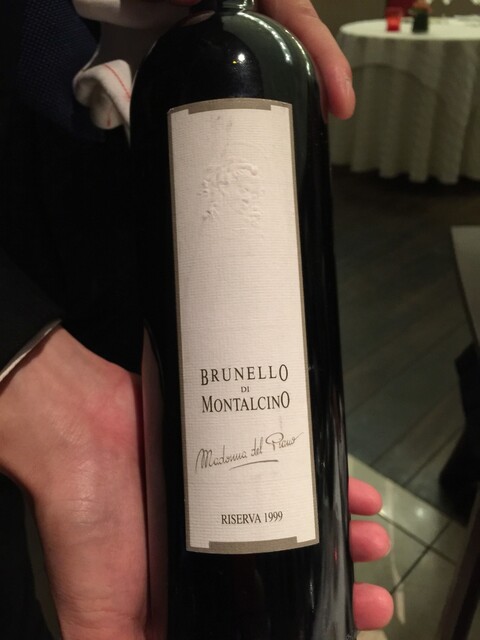 BRUNELLO
DI
MONTALCINO
Madonna del Piano
RISERVA 1999